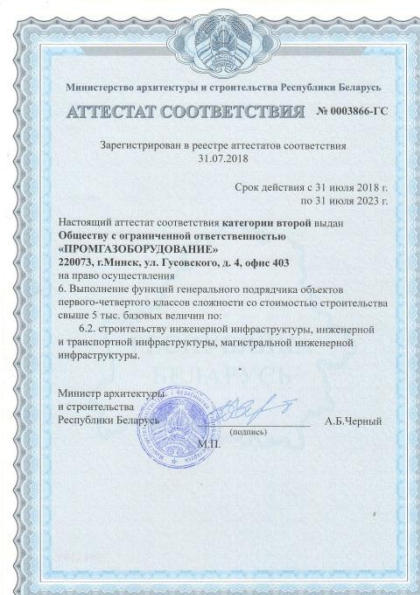 Министерство архитектуры и строительства Республики Беларусь
АТТЕСТАТ СООТВЕТСТВИЯ № 0003866-ГС
Зарегистрирован в реестре аттестатов соответствия
31.07.2018
Срок действия с 31 июля 2018 г.
по 31 июля 2023 г.
Настоящий аттестат соответствия категории второй выдан
Обществу с ограниченной ответственностью
«ПРОМГАЗОБОРУДОВАНИЕ»
220073, г.Минск, ул. Гусовского, д. 4, офис 403
на право осуществления
6. Выполнение функций генерального подрядчика объектов
первого-четвертого классов сложности со стоимостью строительства
свыше 5 тыс. базовых величин по:
6.2. строительству инженерной инфраструктуры, инженерной
и транспортной инфраструктуры, магистральной инженерной
инфраструктуры.
Министр архитектуры
и строительства
Республики Беларусь
(подпись)
А.Б.Черный
М.П.